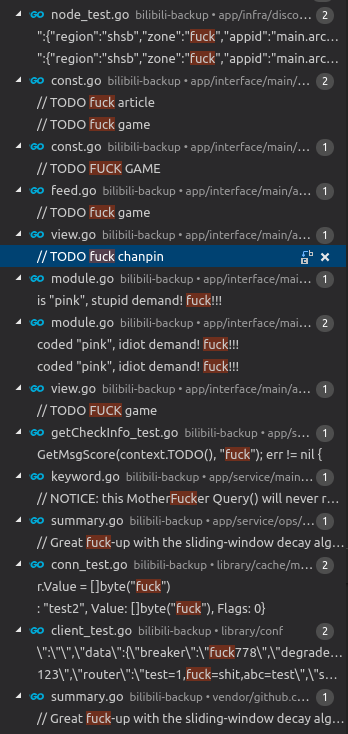 node_test.go bilibili-backup • app/infra/disco... 2
":{"region":"shsb","zone":"fuck","appid":"main.arc...
":{"region":"shsb","zone":"fuck","appid":"main.arc...
const.go bilibili-backup • app/interface/main/... 2
// TODO fuck article
// TODO fuck game
const.go bilibili-backup • app/interface/main/... 1
// TODO FUCK GAME
feed.go bilibili-backup • app/interface/main/a... 1
// TODO fuck game
view.go bilibili-backup • app/interface/main/a... 1
// TODO fuck chanpin
module.go bilibili-backup • app/interface/mai... 1
is "pink", stupid demand! fuck!!!
module.go bilibili-backup • app/interface/mai... 2
coded "pink", idiot demand! fuck!!!
coded "pink", idiot demand! fuck!!!
view.go bilibili-backup • app/interface/main/a... 1
// TODO FUCK game
getCheckInfo_test.go bilibili-backup • app/s... 1
GetMsgScore(context.TODO(), "fuck"); err != nil {
keyword.go bilibili-backup • app/service/main... 1
// NOTICE: this MotherFucker Query() will never r...
summary.go bilibili-backup • app/service/ops/... 1
// Great fuck-up with the sliding-window decay alg...
conn_test.go bilibili-backup • library/cache/m... 2
r.Value = []byte("fuck")
: "test2", Value: []byte("fuck"), Flags: 0}
client_test.go bilibili-backup • library/conf 2
\":\"\",\"data\":{\"breaker\":\"fuck778\",\"degrade...
123\",\"router\":\"test=1,fuck=shit,abc=test\",\"s...
summary.go bilibili-backup • vendor/github.c... 1
// Great fuck-up with the sliding-window decay alg...